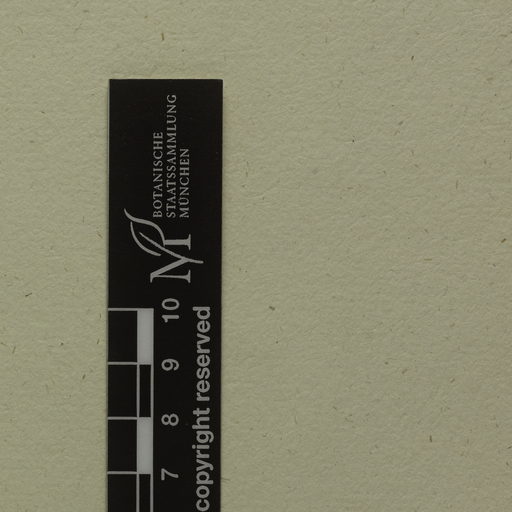 BOTANISCHE
STAATSSAMMLUNG
MÜNCHEN
M
10
9
8
7
copyright reserved